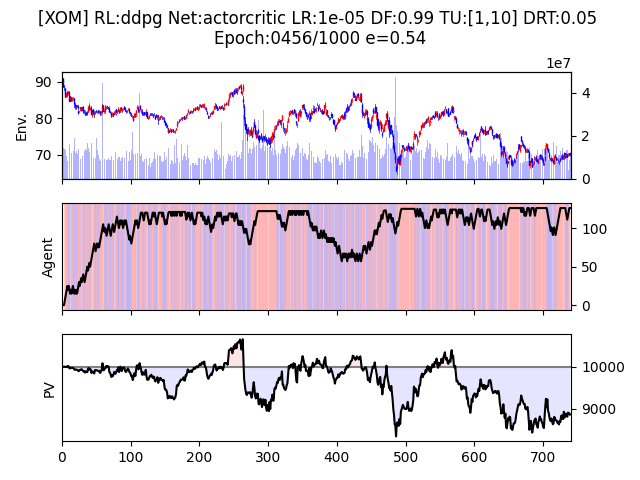 [XOM] RL:ddpg Net:actorcritic LR:1e-05 DF:0.99 TU:[1,10] DRT:0.05
Epoch:0456/1000 e=0.54
1e7
Env.
90
80
70
4
2
0
Agent
100
50
0
PV
10000
9000
0 100 200 300 400 500 600 700